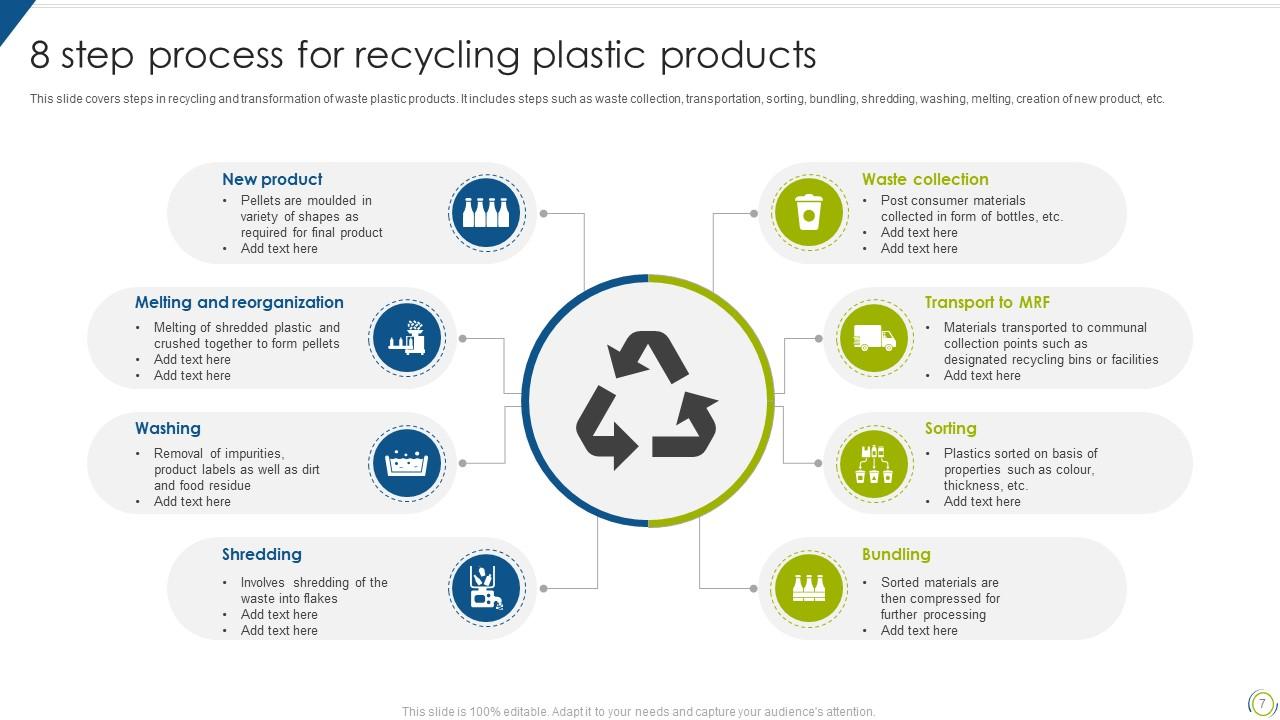 8 step process for recycling plastic products
This slide covers steps in recycling and transformation of waste plastic products. It includes steps such as waste collection, transportation, sorting, bundling, shredding, washing, melting, creation of new product, etc.
New product
• Pellets are moulded in
variety of shapes as
required for final product
• Add text here
Melting and reorganization
• Melting of shredded plastic and
crushed together to form pellets
• Add text here
• Add text here
Washing
• Removal of impurities,
product labels as well as dirt
and food residue
• Add text here
Shredding
• Involves shredding of the
waste into flakes
• Add text here
• Add text here
Waste collection
• Post consumer materials
collected in form of bottles, etc.
• Add text here
• Add text here
Transport to MRF
• Materials transported to communal
collection points such as
designated recycling bins or facilities
• Add text here
Sorting
• Plastics sorted on basis of
properties such as colour,
thickness, etc.
• Add text here
Bundling
• Sorted materials are
then compressed for
further processing
• Add text here
This slide is 100% editable. Adapt it to your needs and capture your audience's attention.
7